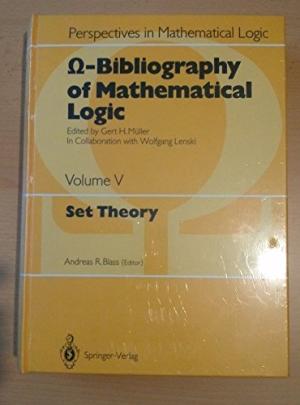 Perspectives in Mathematical Logic
Ω-Bibliography
of Mathematical
Logic
Edited by Gert H. Müller
In Collaboration with Wolfgang Lenski
Volume V
Set Theory
Andreas R. Blass (Editor)
Springer-Verlag